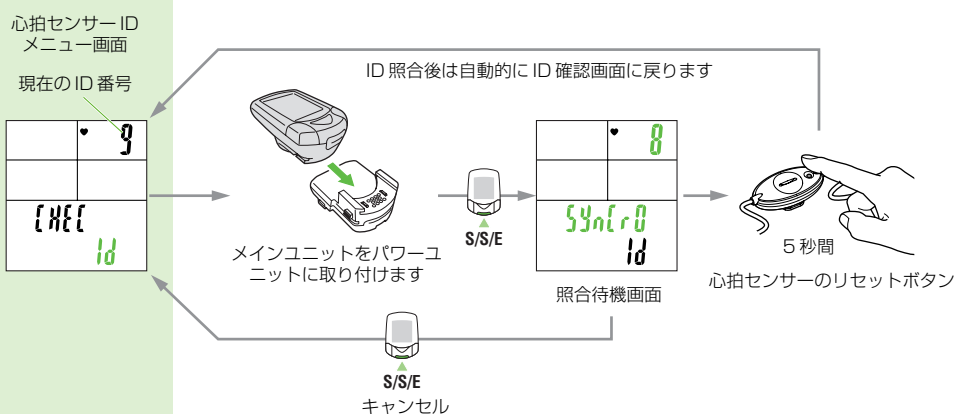 心拍センサー ID
メニュー画面
現在の ID 番号
ID 照合後は自動的に ID 確認画面に戻ります
9
CHEC
Id
メインユニットをパワーユ
ニットに取り付けます
S/S/E
8
SYnCrO
Id
照合待機画面
5 秒間
心拍センサーのリセットボタン
S/S/E
キャンセル